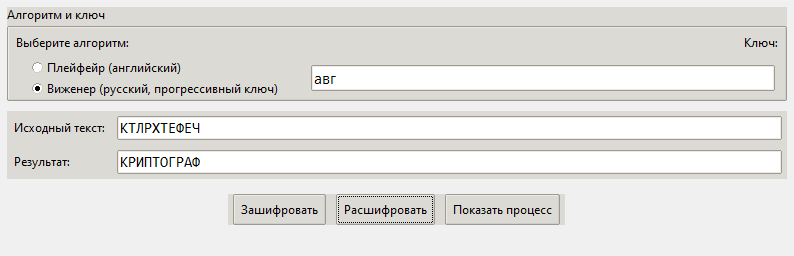 Алгоритм и ключ
Выберите алгоритм:
Ключ:
Плейфейр (английский)
Виженер (русский, прогрессивный ключ)
авг
Исходный текст:
КТЛРХТЕФЕЧ
Результат:
КРИПТОГРАФ
Зашифровать
Расшифровать
Показать процесс